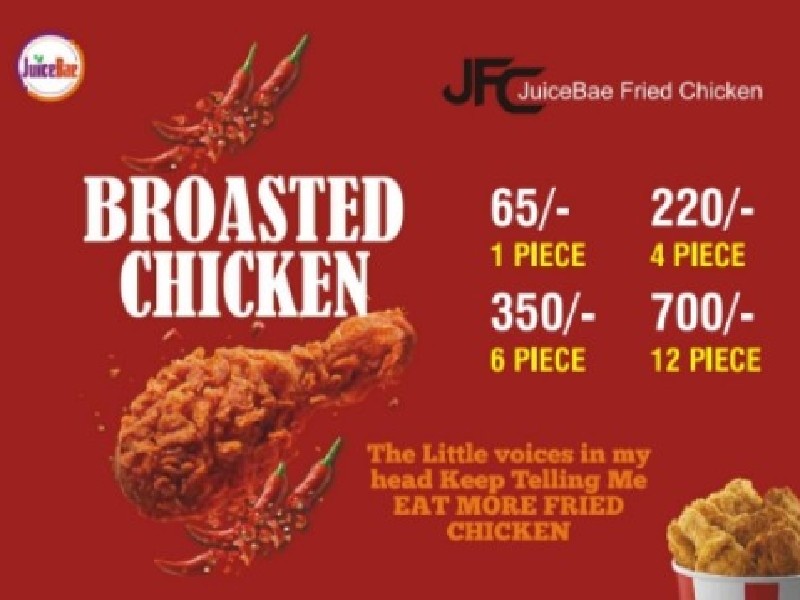 JuiceBae
JFC JuiceBae Fried Chicken
BROASTED
CHICKEN
65/-
1 PIECE
220/-
4 PIECE
350/-
6 PIECE
700/-
12 PIECE
The Little voices in my
head Keep Telling Me
EAT MORE FRIED
CHICKEN